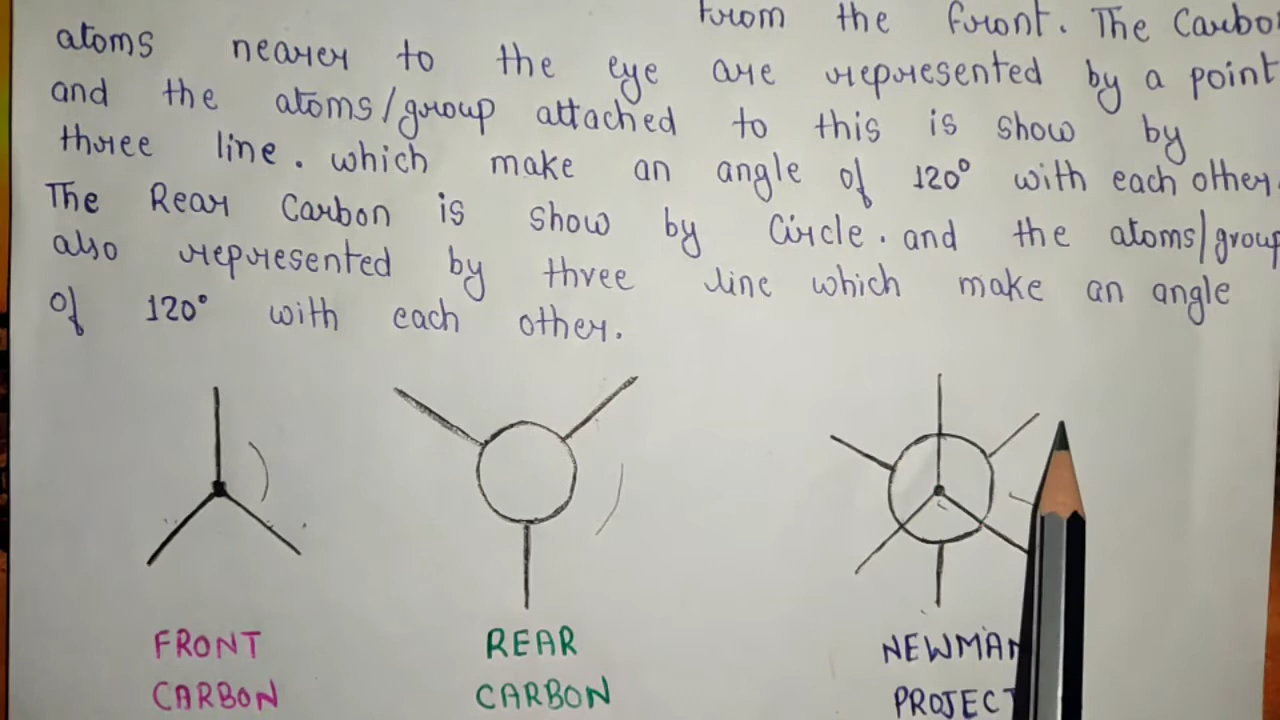 from the front. The Carbo
atoms nearer to the eye are represented by a point
and the atoms/group attached to this is show by
three line. which make an angle of 120° with each other.
The Rear Carbon is show by Circle. and the atoms/group
also represented by three line which make an angle
of 120° with each other.
FRONT
CARBON
REAR
CARBON
NEWMAN
PROJECT